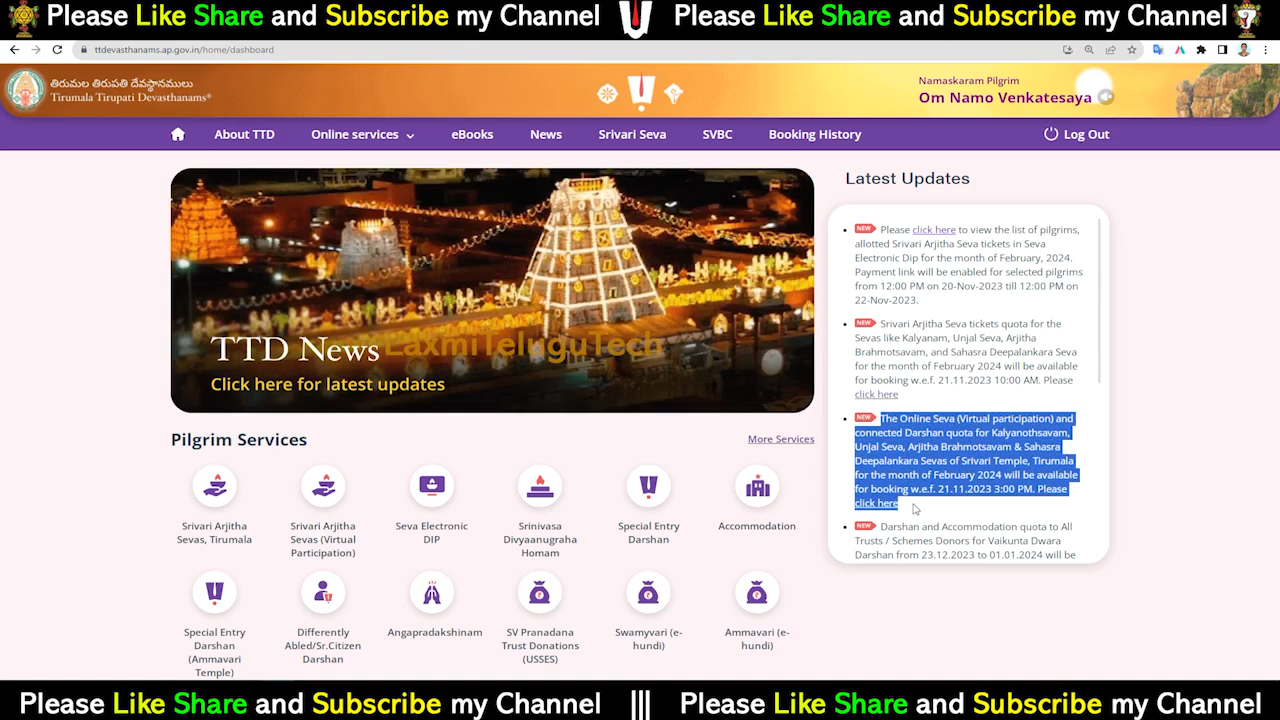 Please Like Share and Subscribe my Channel Please Like Share and Subscribe my Channel
ttdevasthanams.ap.gov.in/home/dashboard
తిరుమల తిరుపతి దేవస్థానములు
Tirumala Tirupati Devasthanams®
Namaskaram Pilgrim
Om Namo Venkatesaya
About TTD Online services eBooks News Srivari Seva SVBC Booking History Log Out
TTD News
Click here for latest updates
LaxmiTeluguTech
Latest Updates
NEW Please click here to view the list of pilgrims,
allotted Srivari Arjitha Seva tickets in Seva
Electronic Dip for the month of February, 2024.
Payment link will be enabled for selected pilgrims
from 12:00 PM on 20-Nov-2023 till 12:00 PM on
22-Nov-2023.
NEW Srivari Arjitha Seva tickets quota for the
Sevas like Kalyanam, Unjal Seva, Arjitha
Brahmotsavam, and Sahasra Deepalankara Seva
for the month of February 2024 will be available
for booking w.e.f. 21.11.2023 10:00 AM. Please
click here
NEW The Online Seva (Virtual participation) and
connected Darshan quota for Kalyanothsavam,
Unjal Seva, Arjitha Brahmotsavam & Sahasra
Deepalankara Sevas of Srivari Temple, Tirumala
for the month of February 2024 will be available
for booking w.e.f. 21.11.2023 3:00 PM. Please
click here
NEW Darshan and Accommodation quota to All
Trusts / Schemes Donors for Vaikunta Dwara
Darshan from 23.12.2023 to 01.01.2024 will be
Pilgrim Services
More Services
Srivari Arjitha
Sevas, Tirumala
Srivari Arjitha
Sevas (Virtual
Participation)
Seva Electronic
DIP
Srinivasa
Divyaanugraha
Homam
Special Entry
Darshan
Accommodation
Special Entry
Darshan
(Ammavari
Temple)
Differently
Abled/Sr.Citizen
Darshan
Angapradakshinam
SV Pranadana
Trust Donations
(USSES)
Swamyvari (e-
hundi)
Ammavari (e-
hundi)
Please Like Share and Subscribe my Channel ||| Please Like Share and Subscribe my Channel